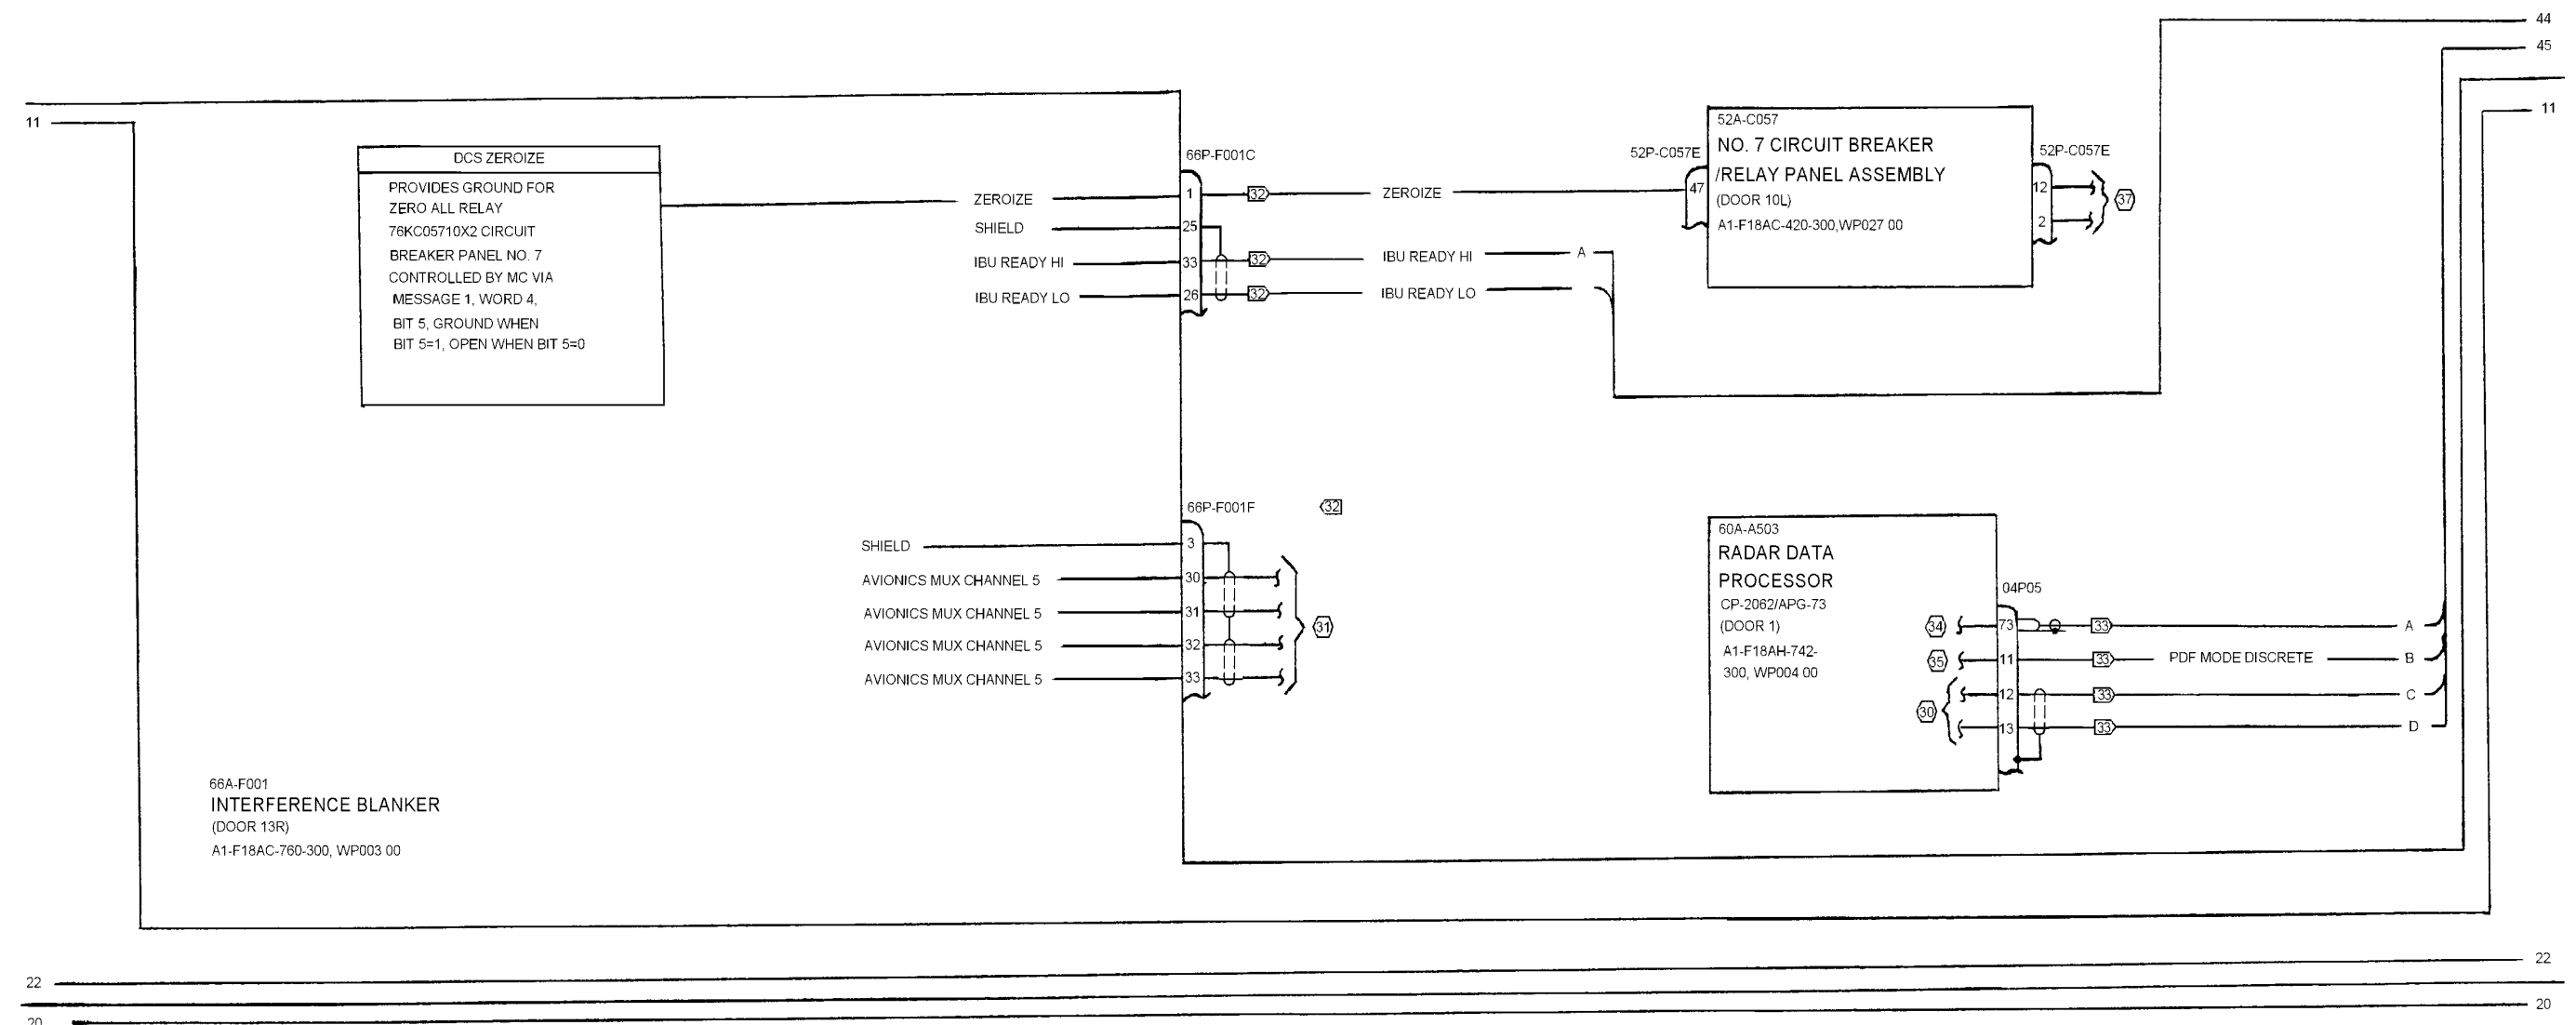 44
45
11
11
DCS ZEROIZE
PROVIDES GROUND FOR
ZERO ALL RELAY
76KC05710X2 CIRCUIT
BREAKER PANEL NO. 7
CONTROLLED BY MC VIA
MESSAGE 1, WORD 4,
BIT 5, GROUND WHEN
BIT 5=1, OPEN WHEN BIT 5=0
66P-F001C
ZEROIZE 1 32 ZEROIZE
SHIELD 25
IBU READY HI 33 32 IBU READY HI A
IBU READY LO 26 32 IBU READY LO
52P-C057E
47
52A-C057
NO. 7 CIRCUIT BREAKER
/RELAY PANEL ASSEMBLY
(DOOR 10L)
A1-F18AC-420-300,WP027 00
52P-C057E
12
2
37
66P-F001F
32
SHIELD 3
AVIONICS MUX CHANNEL 5 30
AVIONICS MUX CHANNEL 5 31
AVIONICS MUX CHANNEL 5 32
AVIONICS MUX CHANNEL 5 33
31
60A-A503
RADAR DATA
PROCESSOR
CP-2062/APG-73
(DOOR 1)
A1-F18AH-742-
300, WP004 00
04P05
34 73 33 A
35 11 33 PDF MODE DISCRETE B
12 33 C
30
13 33 D
66A-F001
INTERFERENCE BLANKER
(DOOR 13R)
A1-F18AC-760-300, WP003 00
22
22
20
20